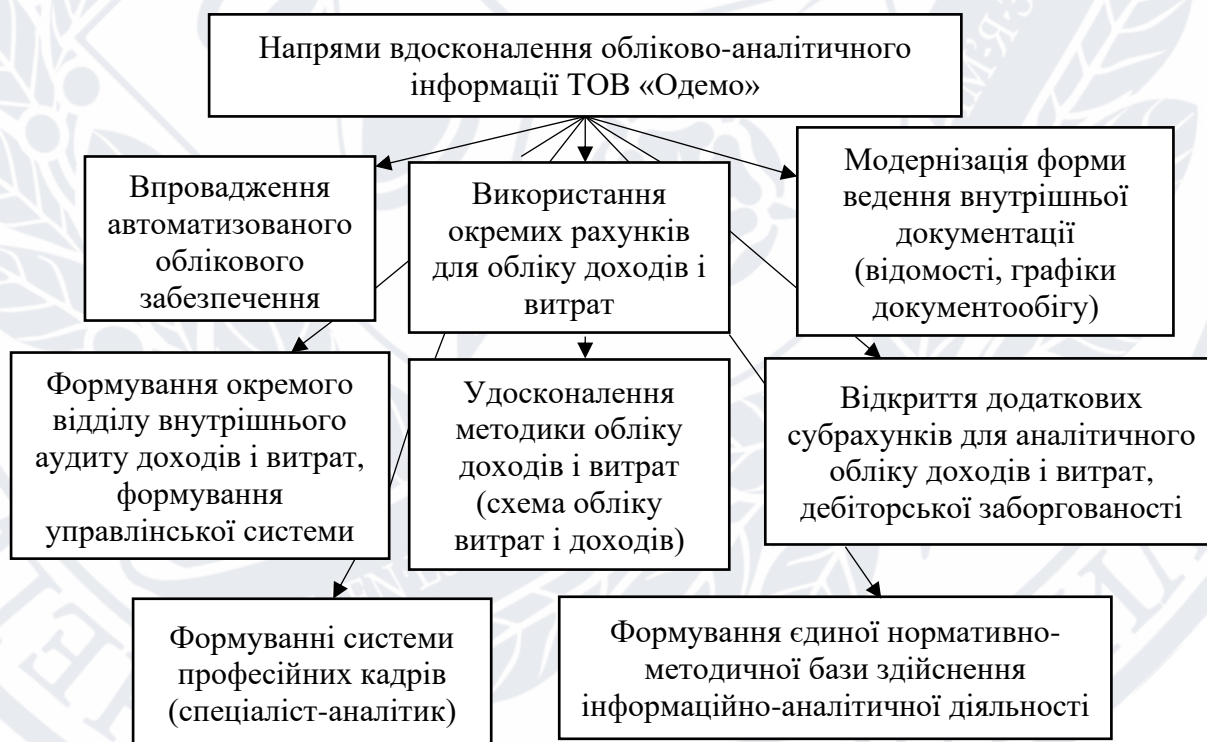 Напрями вдосконалення обліково-аналітичного
інформації ТОВ «Одемо»
Впровадження
автоматизованого
облікового
забезпечення
Використання
окремих рахунків
для обліку доходів і
витрат
Модернізація форми
ведення внутрішньої
документації
(відомості, графіки
документообігу)
Формування окремого
відділу внутрішнього
аудиту доходів і витрат,
формування
управлінської системи
Удосконалення
методики обліку
доходів і витрат
(схема обліку
витрат і доходів)
Відкриття додаткових
субрахунків для аналітичного
обліку доходів і витрат,
дебіторської заборгованості
Формуванні системи
професійних кадрів
(спеціаліст-аналітик)
Формування єдиної нормативно-
методичної бази здійснення
інформаційно-аналітичної діяльності